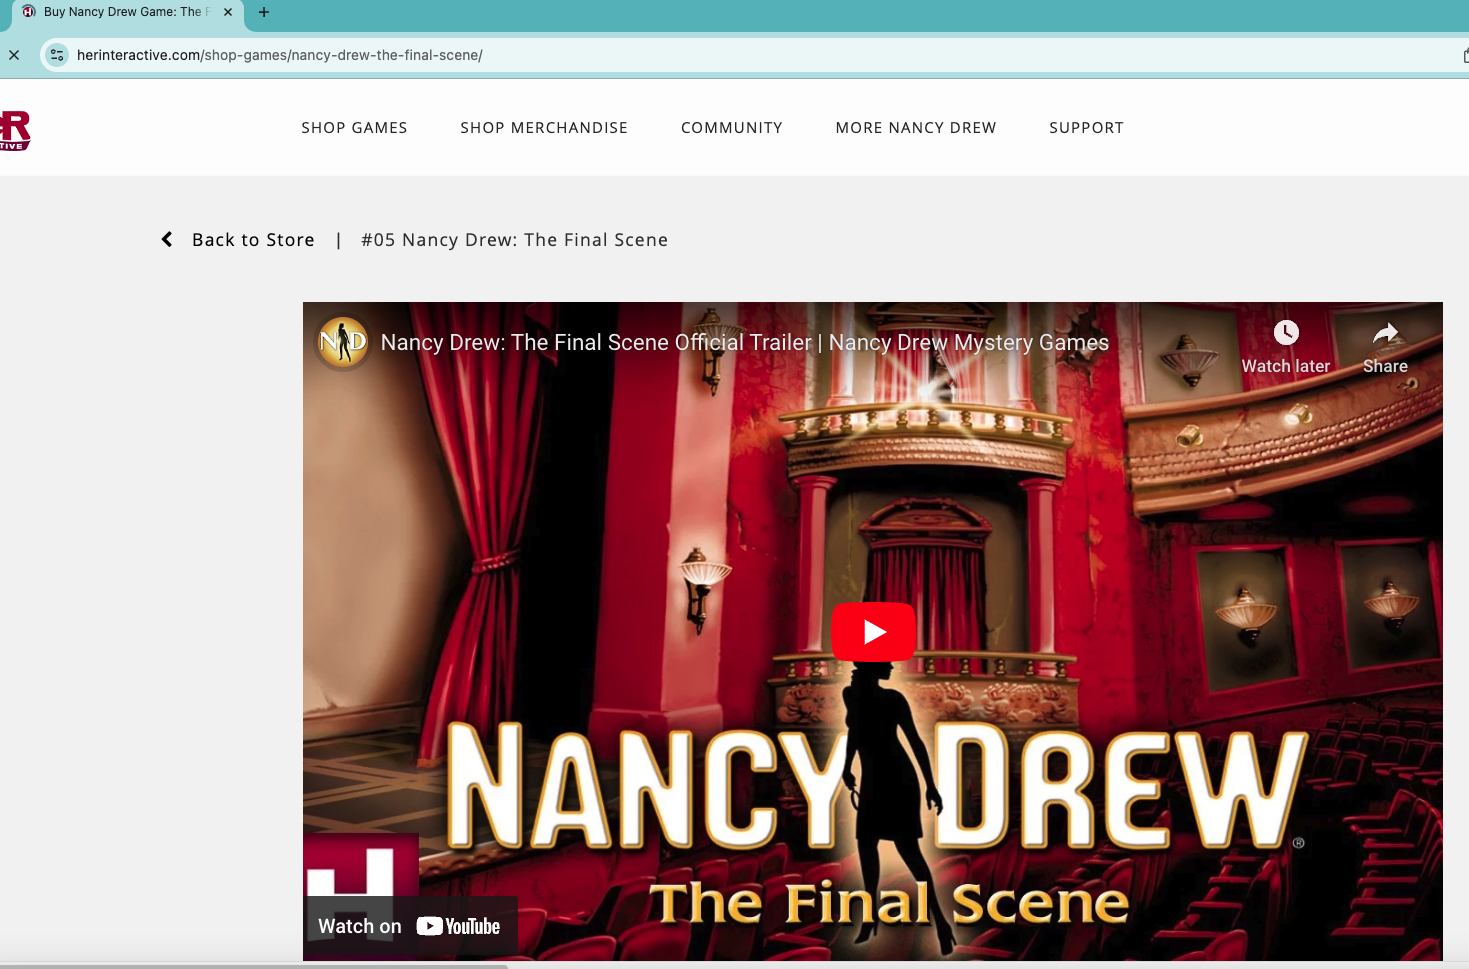 Buy Nancy Drew Game: The F
herinteractive.com/shop-games/nancy-drew-the-final-scene/
R
TIVE
SHOP GAMES SHOP MERCHANDISE COMMUNITY MORE NANCY DREW SUPPORT
Back to Store | #05 Nancy Drew: The Final Scene
ND Nancy Drew: The Final Scene Official Trailer | Nancy Drew Mystery Games
Watch later Share
NANCY DREW®
The Final Scene
H
Watch on YouTube